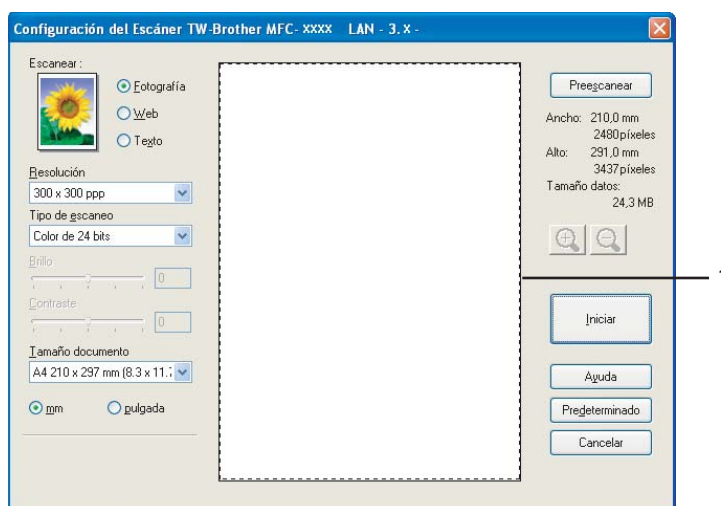 Configuración del Escáner TW-Brother MFC- XXXX LAN - 3. X -
Escanear :
Fotografía
Web
Texto
Resolución
300 x 300 ppp
Tipo de escaneo
Color de 24 bits
Brillo
0
Contraste
0
Tamaño documento
A4 210 x 297 mm (8.3 x 11.
mm
pulgada
Preescanear
Ancho: 210,0 mm
2480píxeles
Alto: 291,0 mm
3437píxeles
Tamaño datos:
24,3 MB
Iniciar
Ayuda
Predeterminado
Cancelar